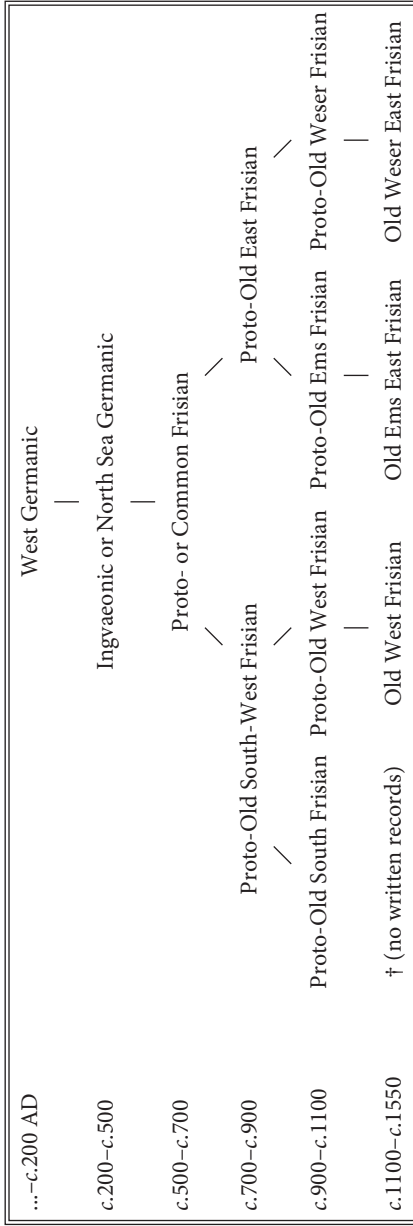 ...–c.200 AD West Germanic
c.200–c.500 Ingvaeonic or North Sea Germanic
c.500–c.700 Proto- or Common Frisian
c.700–c.900 Proto-Old South-West Frisian Proto-Old East Frisian
c.900–c.1100 Proto-Old South Frisian Proto-Old West Frisian Proto-Old Ems Frisian Proto-Old Weser Frisian
c.1100–c.1550 † (no written records) Old West Frisian Old Ems East Frisian Old Weser East Frisian